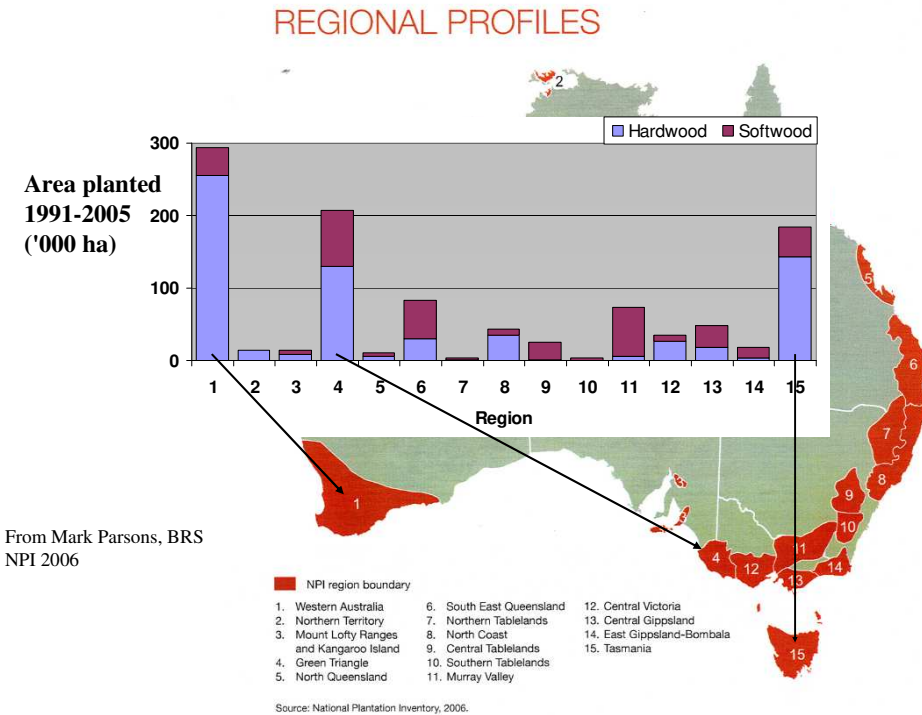 REGIONAL PROFILES
2
Hardwood Softwood
300
200
100
0
Area planted
1991-2005
('000 ha)
1 2 3 4 5 6 7 8 9 10 11 12 13 14 15
Region
5
6
7
8
9
10
3
3
1
4
11
12
13
14
15
From Mark Parsons, BRS
NPI 2006
NPI region boundary
1. Western Australia
2. Northern Territory
3. Mount Lofty Ranges
and Kangaroo Island
4. Green Triangle
5. North Queensland
6. South East Queensland
7. Northern Tablelands
8. North Coast
9. Central Tablelands
10. Southern Tablelands
11. Murray Valley
12. Central Victoria
13. Central Gippsland
14. East Gippsland-Bombala
15. Tasmania
Source: National Plantation Inventory, 2006.